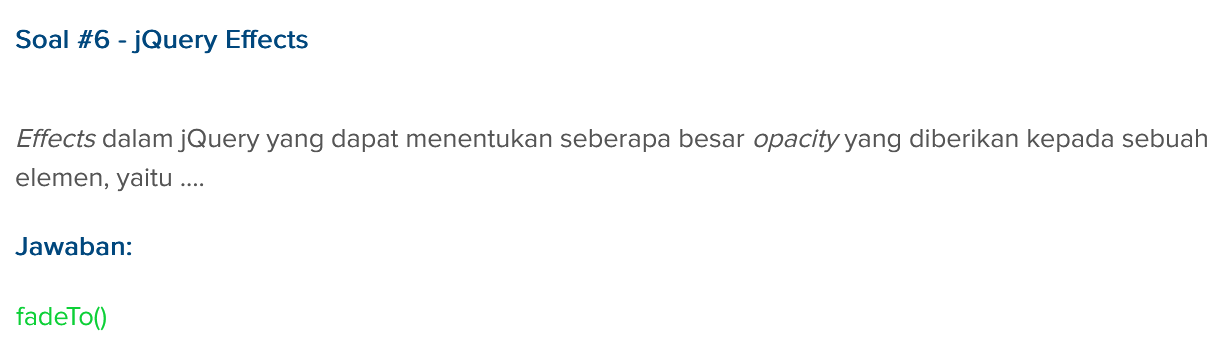 Soal #6 - jQuery Effects
Effects dalam jQuery yang dapat menentukan seberapa besar opacity yang diberikan kepada sebuah
elemen, yaitu ....
Jawaban:
fadeTo()